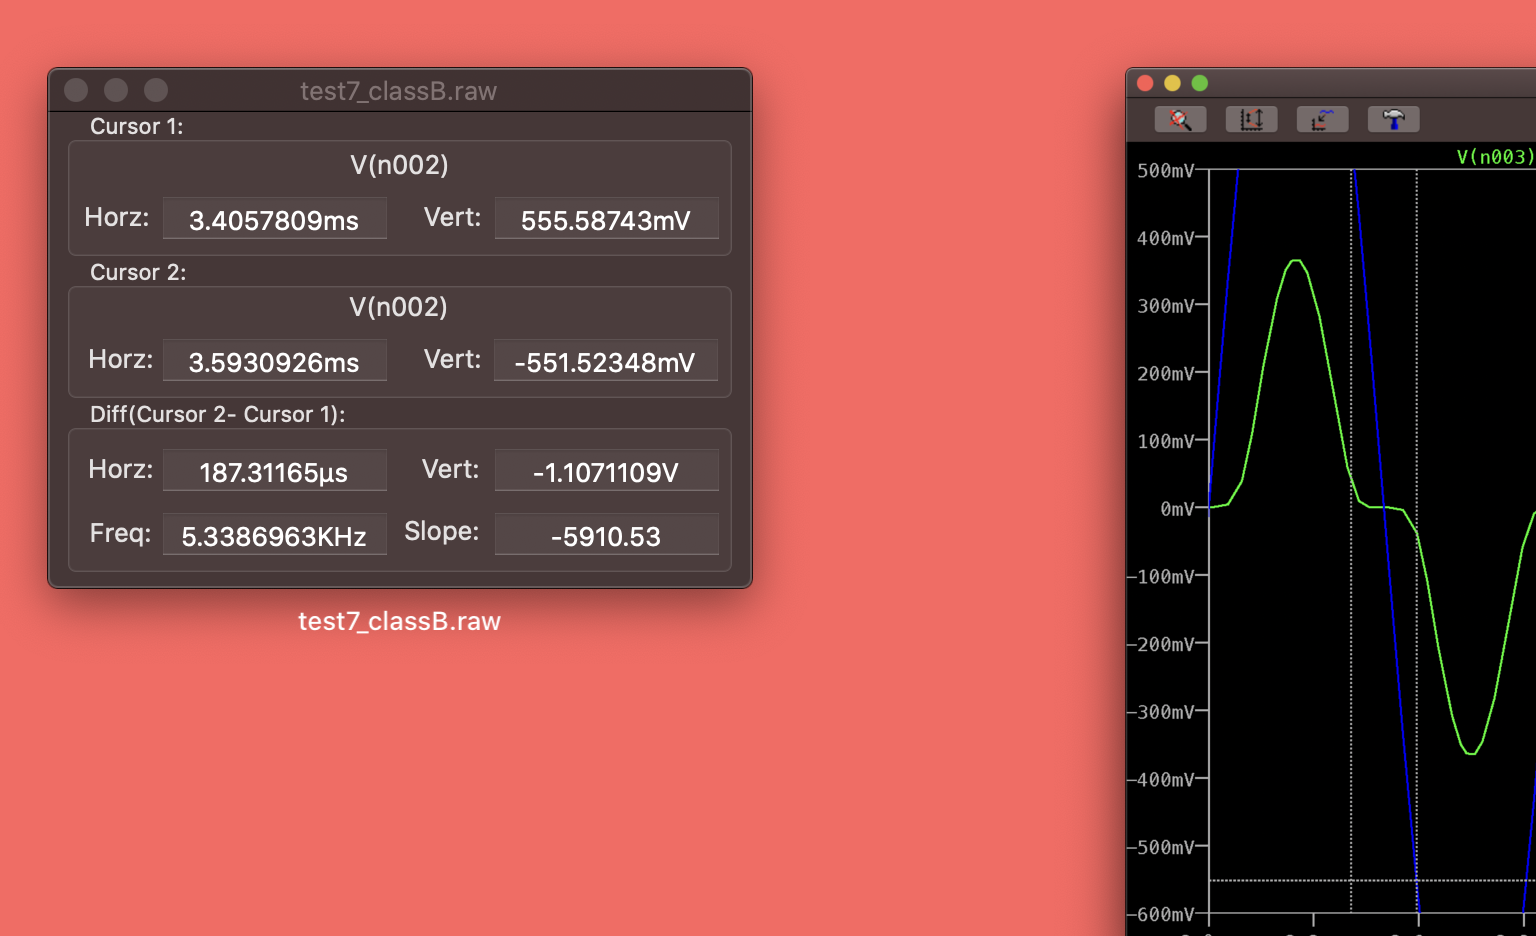 test7_classB.raw
Cursor 1:
V(n002)
Horz: 3.4057809ms Vert: 555.58743mV
Cursor 2:
V(n002)
Horz: 3.5930926ms Vert: -551.52348mV
Diff(Cursor 2- Cursor 1):
Horz: 187.31165µs Vert: -1.1071109V
Freq: 5.3386963KHz Slope: -5910.53
test7_classB.raw
V(n003)
500mV
400mV
300mV
200mV
100mV
0mV
-100mV
-200mV
-300mV
-400mV
-500mV
-600mV